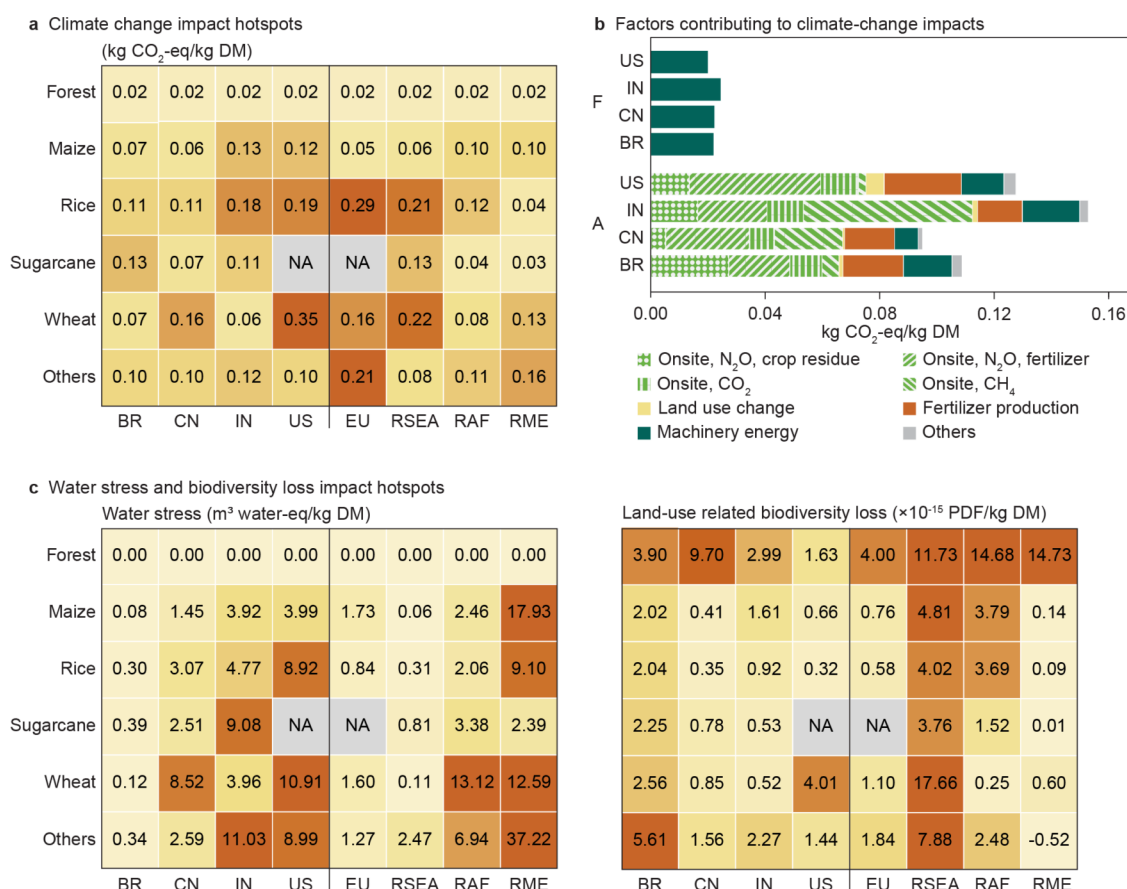 a Climate change impact hotspots
(kg CO₂-eq/kg DM)
Forest 0.02 0.02 0.02 0.02 0.02 0.02 0.02 0.02
Maize 0.07 0.06 0.13 0.12 0.05 0.06 0.10 0.10
Rice 0.11 0.11 0.18 0.19 0.29 0.21 0.12 0.04
Sugarcane 0.13 0.07 0.11 NA NA 0.13 0.04 0.03
Wheat 0.07 0.16 0.06 0.35 0.16 0.22 0.08 0.13
Others 0.10 0.10 0.12 0.10 0.21 0.08 0.11 0.16
BR CN IN US EU RSEA RAF RME
b Factors contributing to climate-change impacts
US
IN
F
CN
BR
US
IN
A
CN
BR
0.00 0.04 0.08 0.12 0.16
kg CO₂-eq/kg DM
Onsite, N₂O, crop residue Onsite, N₂O, fertilizer
Onsite, CO₂ Onsite, CH₄
Land use change Fertilizer production
Machinery energy Others
c Water stress and biodiversity loss impact hotspots
Water stress (m³ water-eq/kg DM)
Forest 0.00 0.00 0.00 0.00 0.00 0.00 0.00 0.00
Maize 0.08 1.45 3.92 3.99 1.73 0.06 2.46 17.93
Rice 0.30 3.07 4.77 8.92 0.84 0.31 2.06 9.10
Sugarcane 0.39 2.51 9.08 NA NA 0.81 3.38 2.39
Wheat 0.12 8.52 3.96 10.91 1.60 0.11 13.12 12.59
Others 0.34 2.59 11.03 8.99 1.27 2.47 6.94 37.22
BR CN IN US EU RSEA RAF RME
Land-use related biodiversity loss (×10⁻¹⁵ PDF/kg DM)
3.90 9.70 2.99 1.63 4.00 11.73 14.68 14.73
2.02 0.41 1.61 0.66 0.76 4.81 3.79 0.14
2.04 0.35 0.92 0.32 0.58 4.02 3.69 0.09
2.25 0.78 0.53 NA NA 3.76 1.52 0.01
2.56 0.85 0.52 4.01 1.10 17.66 0.25 0.60
5.61 1.56 2.27 1.44 1.84 7.88 2.48 -0.52
BR CN IN US EU RSEA RAF RME